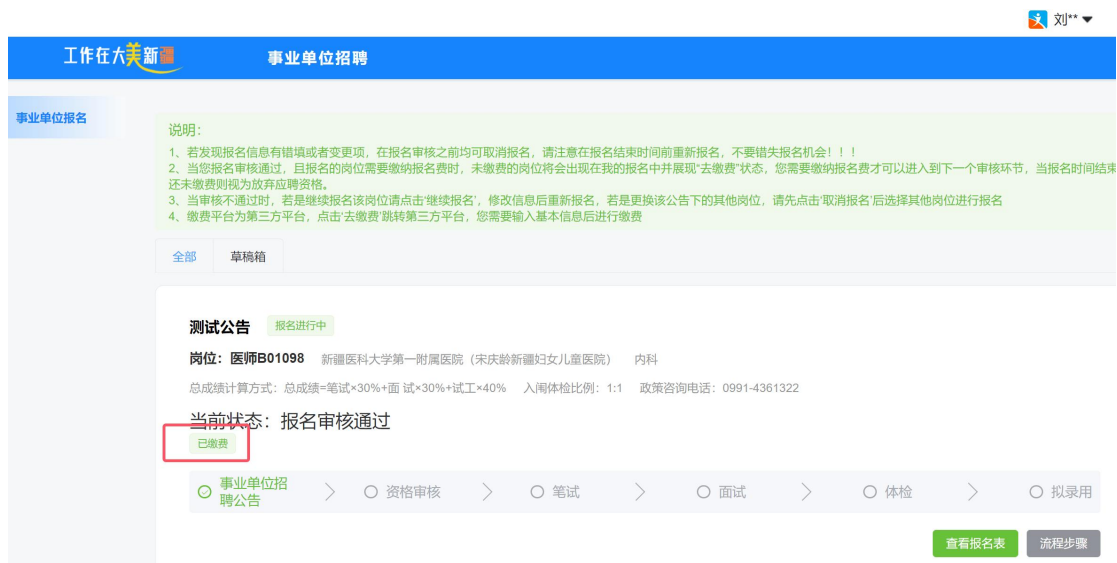 刘**
工作在大美新疆
事业单位招聘
事业单位报名
说明：
1、若发现报名信息有错填或者变更项，在报名审核之前均可取消报名，请注意在报名结束时间前重新报名，不要错失报名机会！！！
2、当您报名审核通过，且报名的岗位需要缴纳报名费时，未缴费的岗位将会出现在我的报名中并展现“去缴费”状态，您需要缴纳报名费才可以进入到下一个审核环节，当报名时间结束
还未缴费则视为放弃应聘资格。
3、当审核不通过时，若是继续报名该岗位请点击‘继续报名’，修改信息后重新报名，若是更换该公告下的其他岗位，请先点击‘取消报名’后选择其他岗位进行报名
4、缴费平台为第三方平台，点击‘去缴费’跳转第三方平台，您需要输入基本信息后进行缴费
全部 草稿箱
测试公告 报名进行中
岗位：医师B01098 新疆医科大学第一附属医院（宋庆龄新疆妇女儿童医院） 内科
总成绩计算方式：总成绩=笔试×30%+面 试×30%+试工×40% 入闱体检比例：1:1 政策咨询电话：0991-4361322
当前状态：报名审核通过
已缴费
事业单位招
聘公告
资格审核 笔试 面试 体检 拟录用
查看报名表 流程步骤